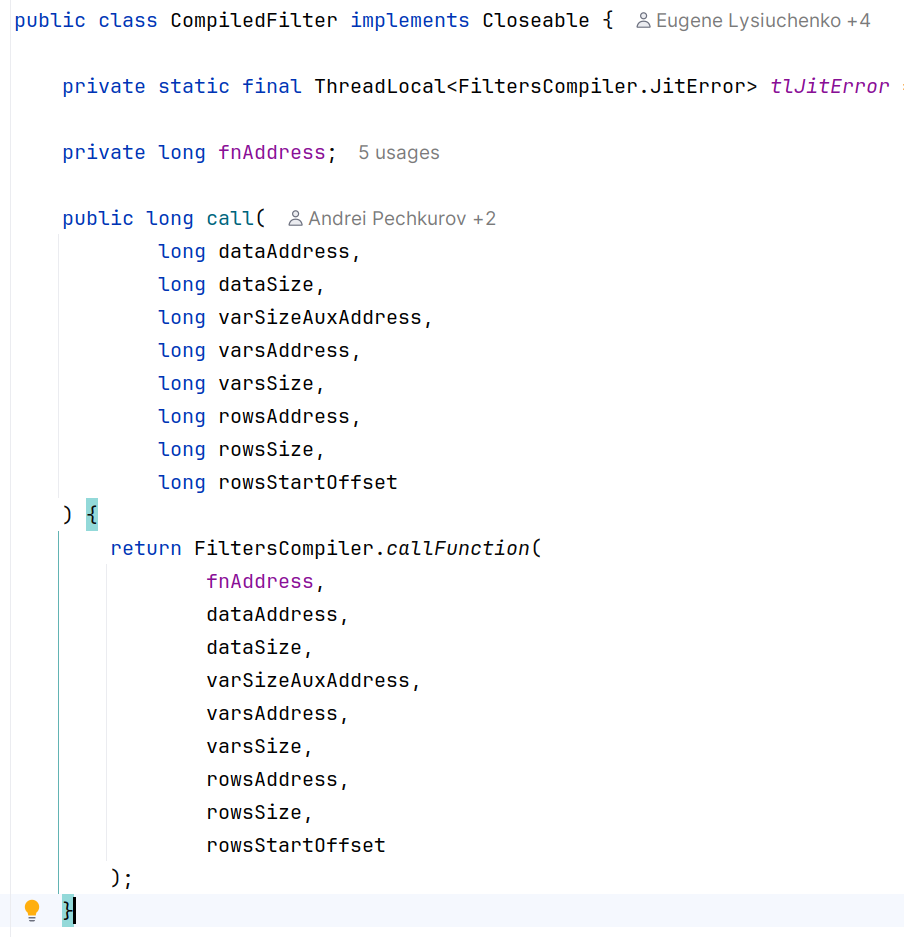 public class CompiledFilter implements Closeable { Eugene Lysiuchenko +4
private static final ThreadLocal<FiltersCompiler.JitError> tlJitError =
private long fnAddress; 5 usages
public long call( Andrei Pechkurov +2
long dataAddress,
long dataSize,
long varSizeAuxAddress,
long varsAddress,
long varsSize,
long rowsAddress,
long rowsSize,
long rowsStartOffset
) {
return FiltersCompiler.callFunction(
fnAddress,
dataAddress,
dataSize,
varSizeAuxAddress,
varsAddress,
varsSize,
rowsAddress,
rowsSize,
rowsStartOffset
);
}